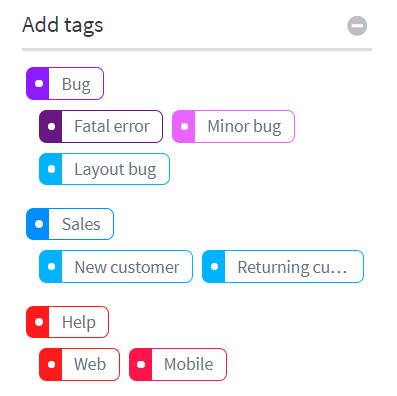 Add tags
Bug
Fatal error Minor bug
Layout bug
Sales
New customer Returning cu...
Help
Web Mobile